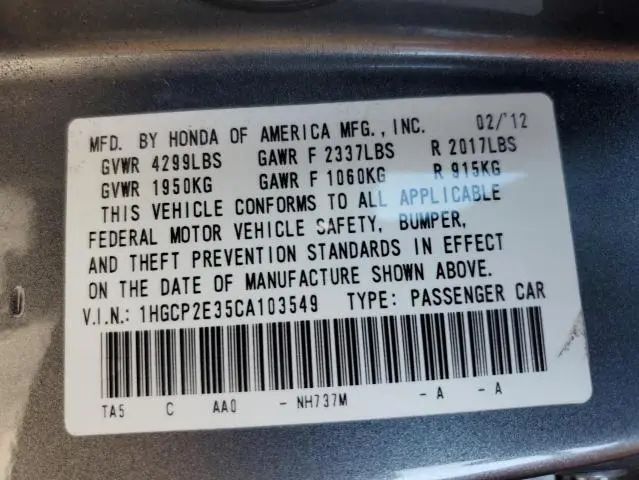 MFD. BY HONDA OF AMERICA MFG., INC. 02/'12
GVWR 4299LBS GAWR F 2337LBS R 2017LBS
GVWR 1950KG GAWR F 1060KG R 915KG
THIS VEHICLE CONFORMS TO ALL APPLICABLE
FEDERAL MOTOR VEHICLE SAFETY, BUMPER,
AND THEFT PREVENTION STANDARDS IN EFFECT
ON THE DATE OF MANUFACTURE SHOWN ABOVE.
V.I.N.: 1HGCP2E35CA103549 TYPE: PASSENGER CAR
TA5 C AA0 - NH737M - A - A